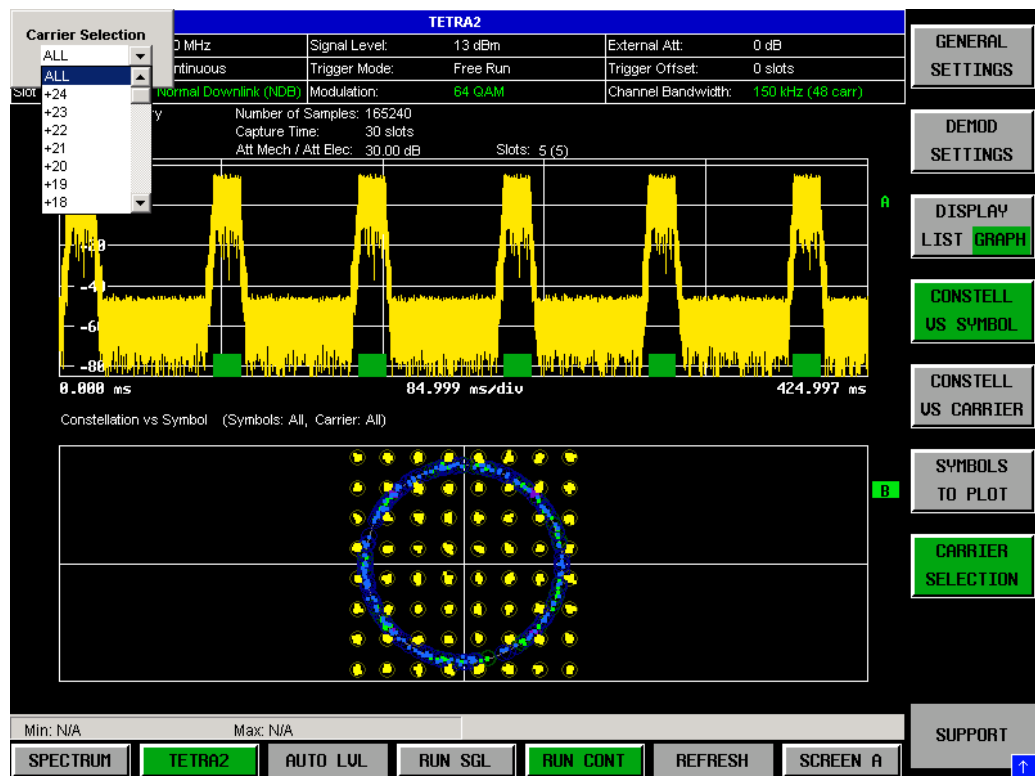 TETRA2
Carrier Selection
ALL
ALL
+24
+23
+22
+21
+20
+19
+18
0 MHz
Signal Level: 13 dBm
External Att: 0 dB
ntinuous
Trigger Mode: Free Run
Trigger Offset: 0 slots
Slot
Normal Downlink (NDB)
Modulation: 64 QAM
Channel Bandwidth: 150 kHz (48 carr)
y
Number of Samples: 165240
Capture Time: 30 slots
Att Mech / Att Elec: 30.00 dB
Slots: 5 (5)
A
-40
-60
-80
0.000 ms
84.999 ms/div
424.997 ms
Constellation vs Symbol (Symbols: All, Carrier: All)
B
Min: N/A
Max: N/A
GENERAL
SETTINGS
DEMOD
SETTINGS
DISPLAY
LIST GRAPH
CONSTELL
VS SYMBOL
CONSTELL
VS CARRIER
SYMBOLS
TO PLOT
CARRIER
SELECTION
SUPPORT
SPECTRUM
TETRA2
AUTO LVL
RUN SGL
RUN CONT
REFRESH
SCREEN A
↑